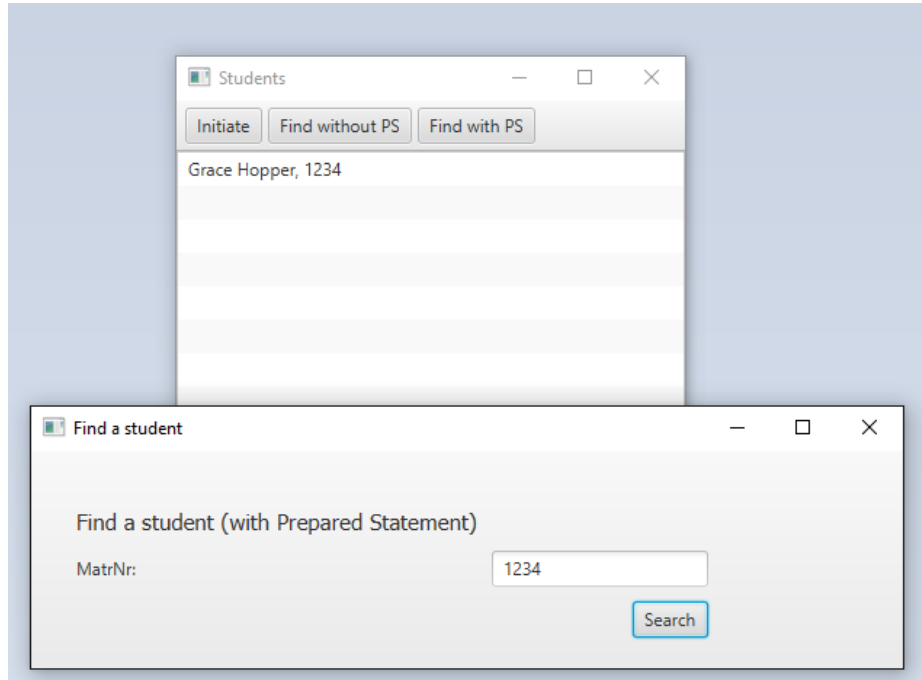 Students
Initiate Find without PS Find with PS
Grace Hopper, 1234
Find a student
Find a student (with Prepared Statement)
MatrNr: 1234
Search